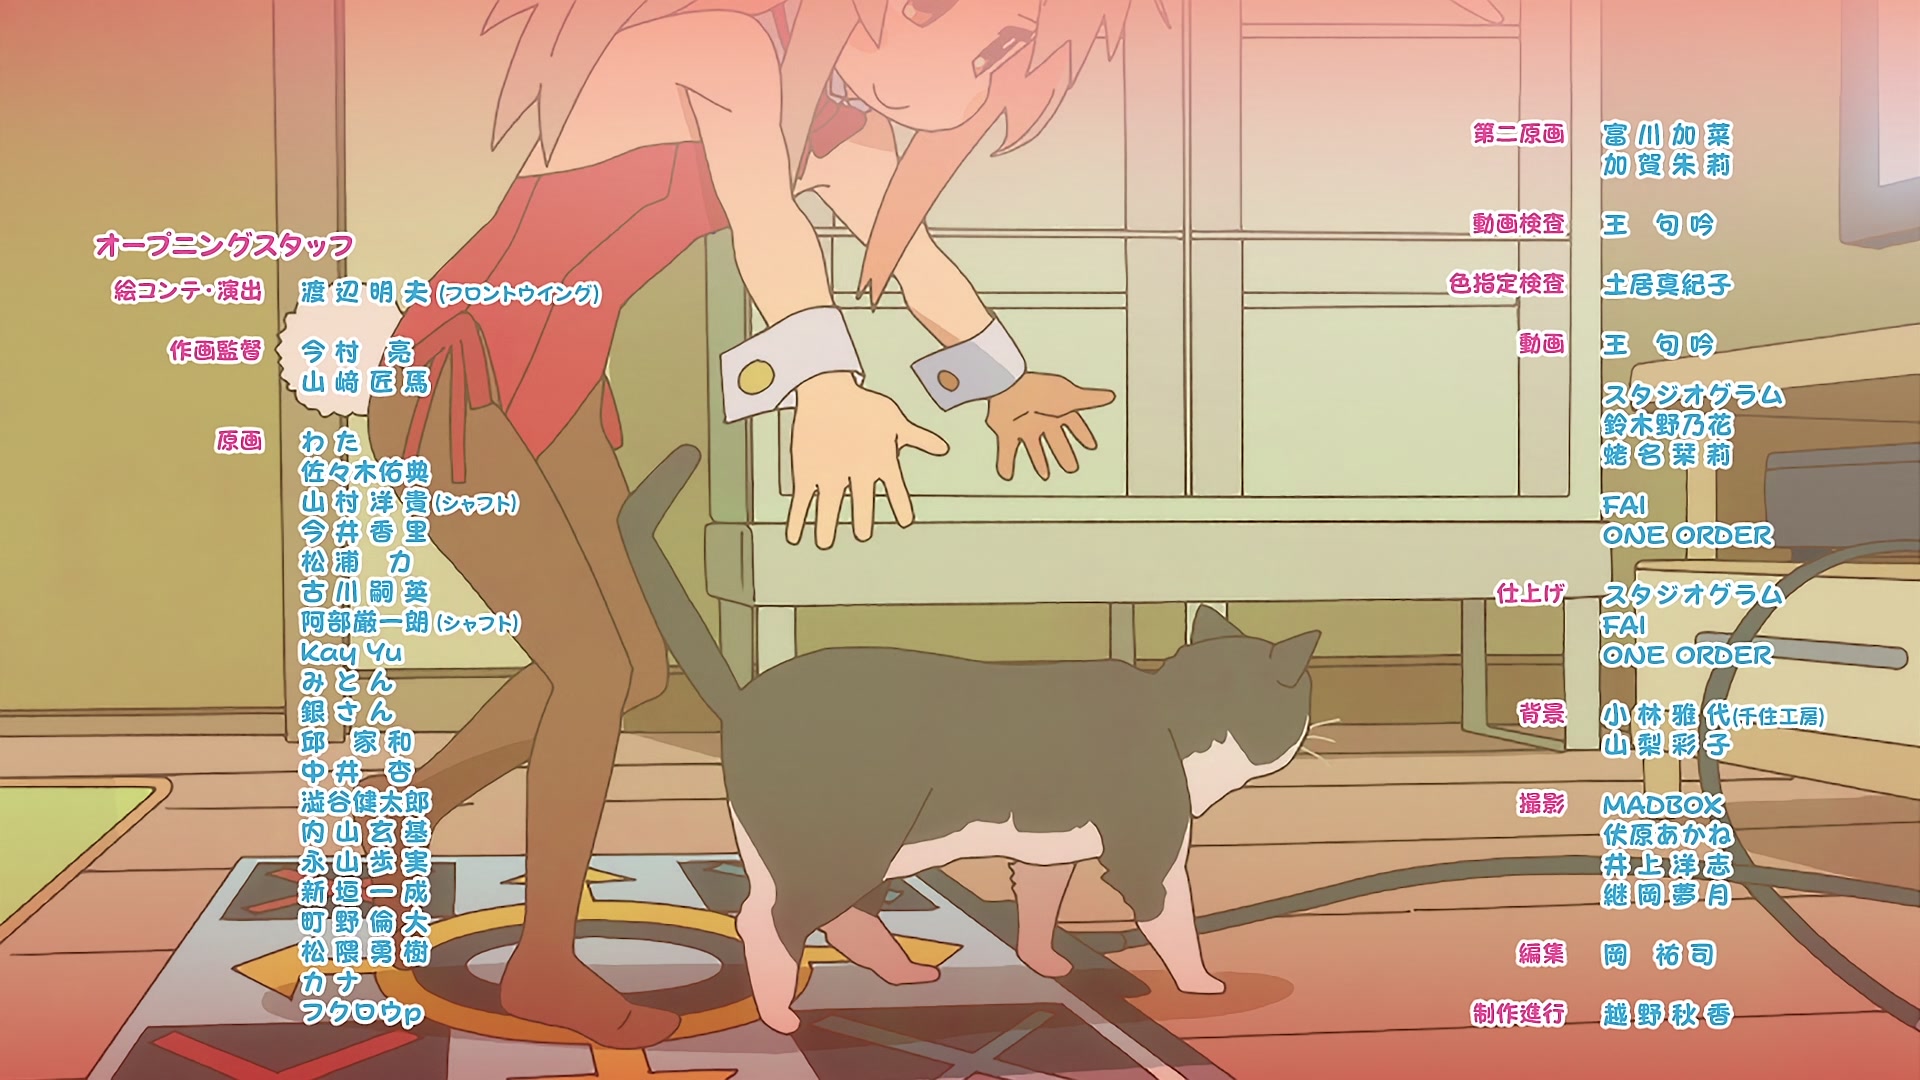 オープニングスタッフ
絵コンテ・演出 渡辺明夫(フロントウイング)
作画監督 今村 亮
山﨑匠馬
原画 わた
佐々木佑典
山村洋貴(シャフト)
今井香里
松浦 力
古川嗣英
阿部厳一朗(シャフト)
Kay Yu
みとん
銀さん
邱 家和
中井 杏
澁谷健太郎
内山玄基
永山歩実
新垣一成
町野倫大
松隈勇樹
カナ
フクロウp
第二原画 富川加菜
加賀朱莉
動画検査 王 句吟
色指定検査 土居真紀子
動画 王 句吟
スタジオグラム
鈴木野乃花
蛯名栞莉
FAI
ONE ORDER
仕上げ スタジオグラム
FAI
ONE ORDER
背景 小林雅代(千住工房)
山梨彩子
撮影 MADBOX
伏原あかね
井上洋志
継岡夢月
編集 岡 祐司
制作進行 越野秋香